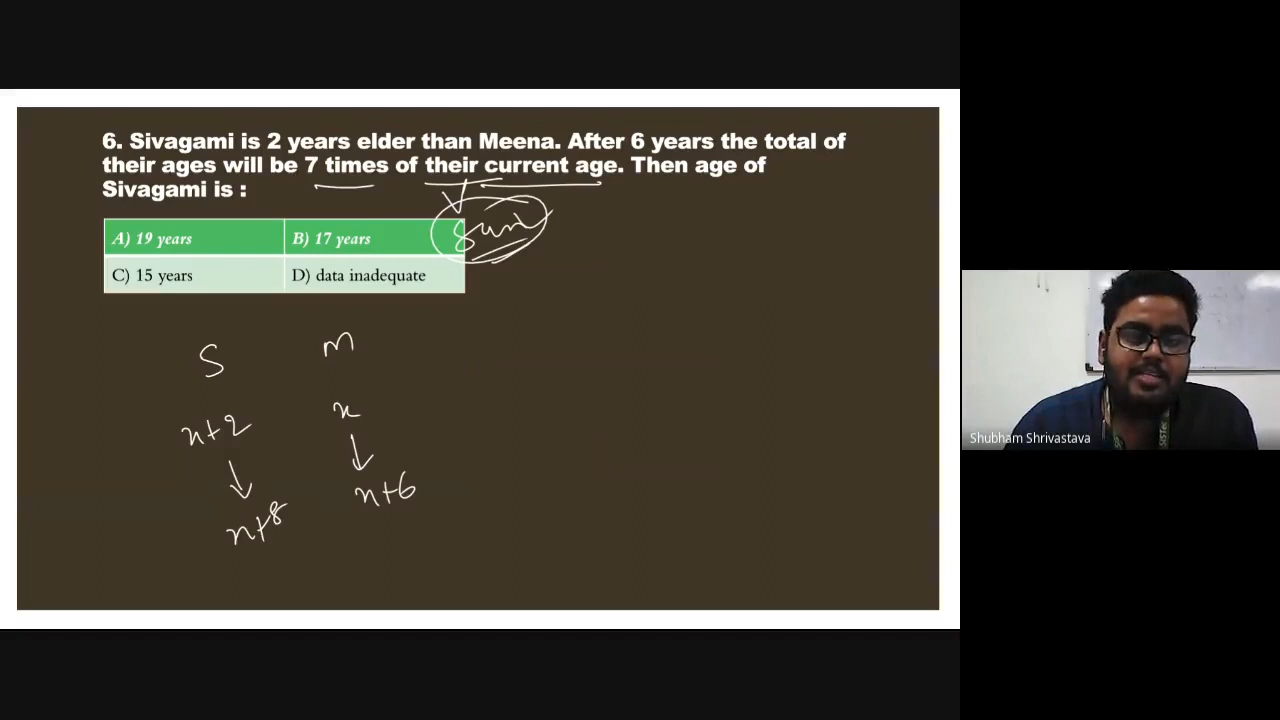 6. Sivagami is 2 years elder than Meena. After 6 years the total of
their ages will be 7 times of their current age. Then age of
Sivagami is :
A) 19 years B) 17 years
sum
C) 15 years D) data inadequate
S M
x+2 x
x+8 x+6
Shubham Shrivastava